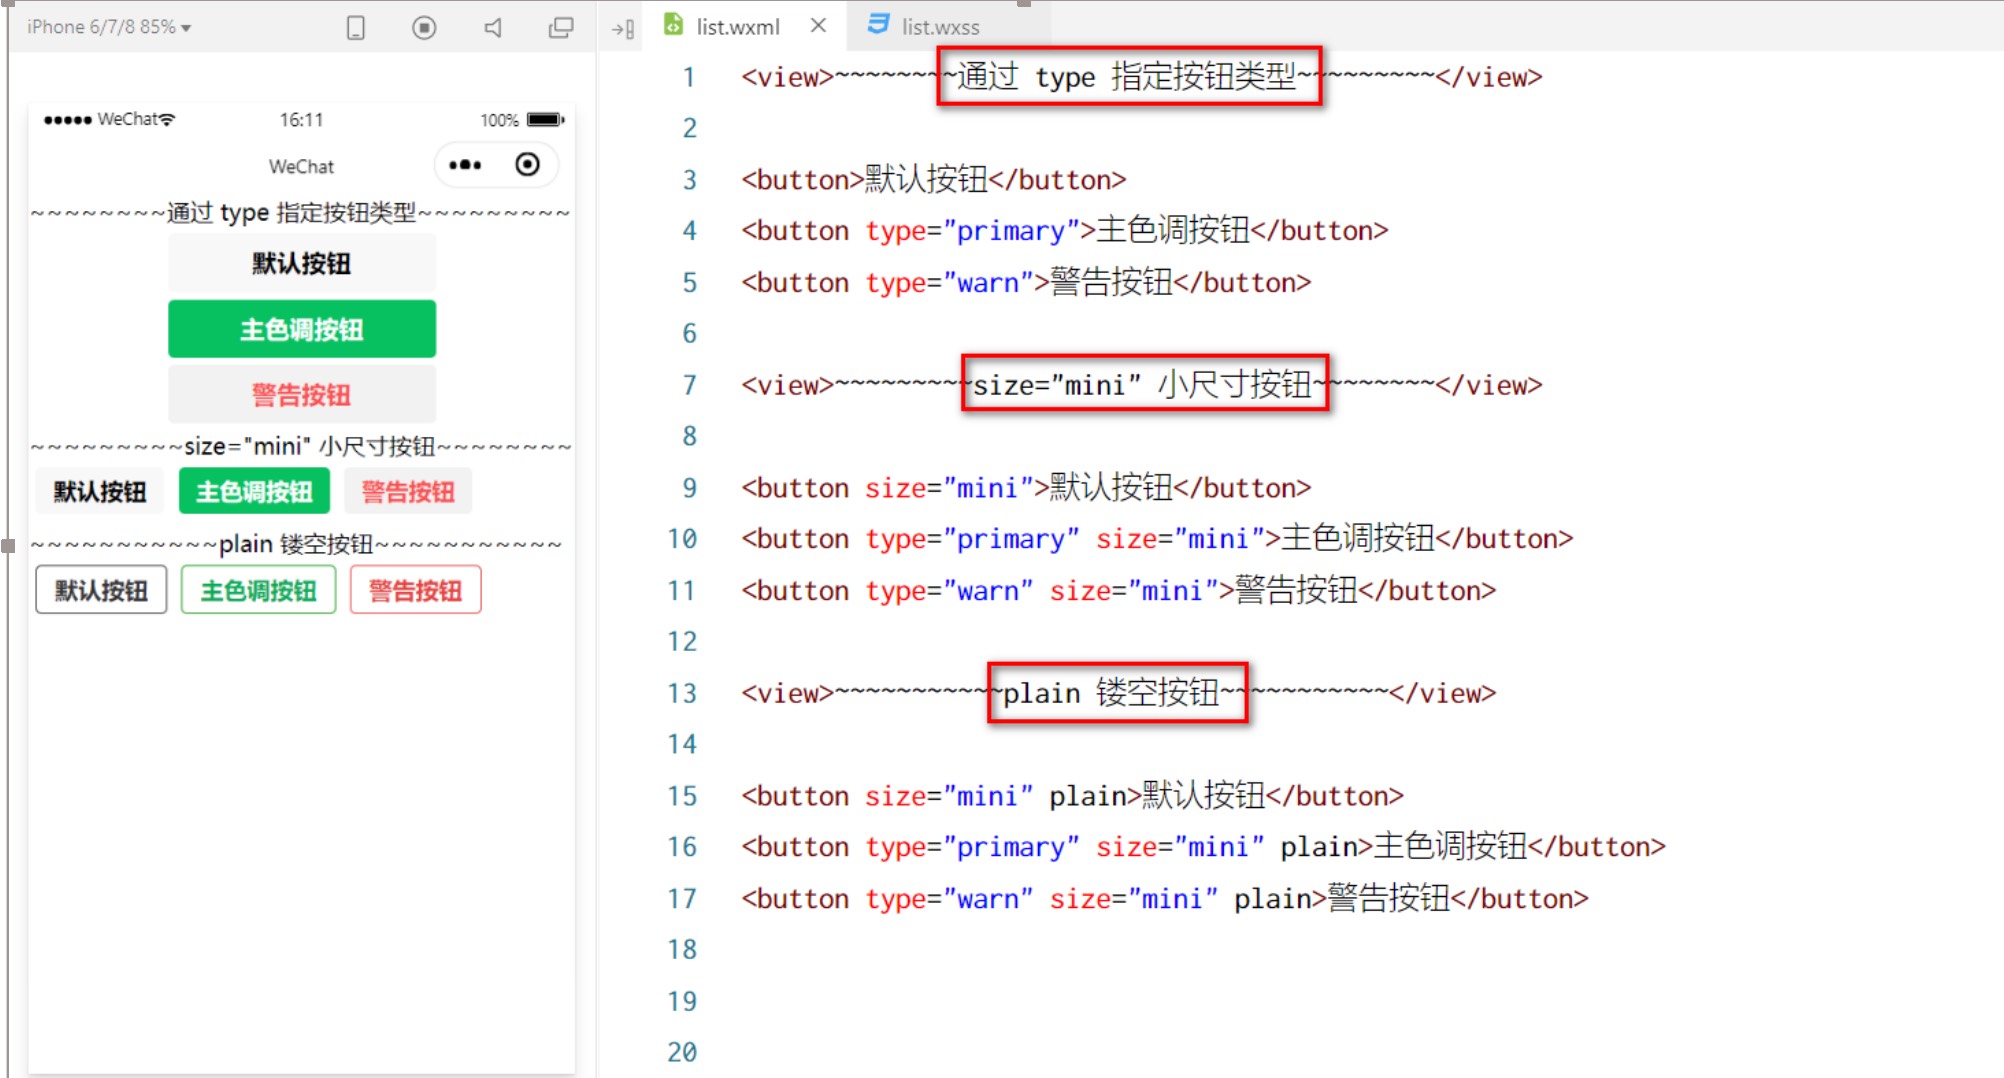 iPhone 6/7/8 85%
WeChat
16:11
100%
WeChat
~~~~~~~~通过 type 指定按钮类型~~~~~~~~~
默认按钮
主色调按钮
警告按钮
~~~~~~~~~size="mini" 小尺寸按钮~~~~~~~~
默认按钮 主色调按钮 警告按钮
~~~~~~~~~~~plain 镂空按钮~~~~~~~~~~~
默认按钮 主色调按钮 警告按钮
list.wxml list.wxss
1 <view>~~~~~~~~通过 type 指定按钮类型~~~~~~~~~</view>
2
3 <button>默认按钮</button>
4 <button type="primary">主色调按钮</button>
5 <button type="warn">警告按钮</button>
6
7 <view>~~~~~~~~~size="mini" 小尺寸按钮~~~~~~~~</view>
8
9 <button size="mini">默认按钮</button>
10 <button type="primary" size="mini">主色调按钮</button>
11 <button type="warn" size="mini">警告按钮</button>
12
13 <view>~~~~~~~~~~~plain 镂空按钮~~~~~~~~~~~</view>
14
15 <button size="mini" plain>默认按钮</button>
16 <button type="primary" size="mini" plain>主色调按钮</button>
17 <button type="warn" size="mini" plain>警告按钮</button>
18
19
20